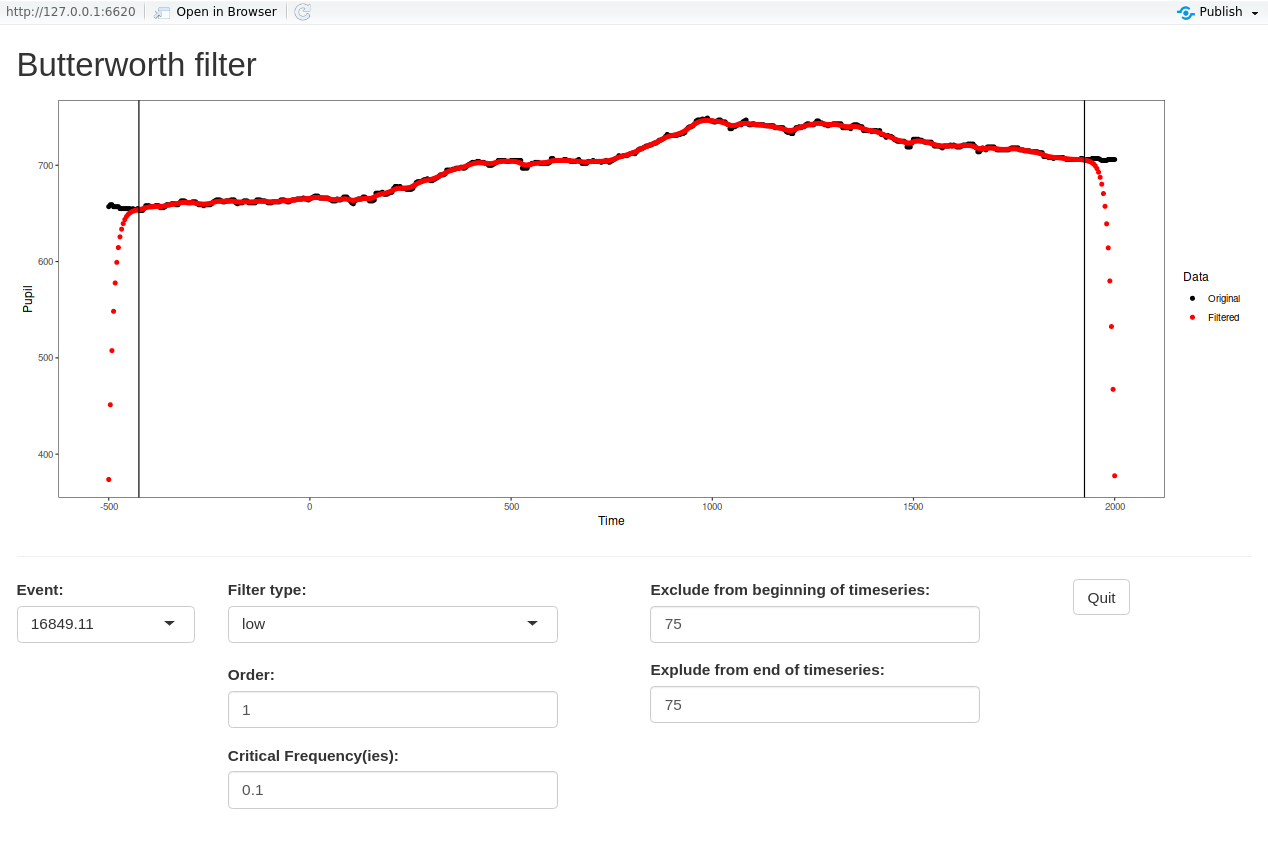 http://127.0.0.1:6620 Open in Browser Publish
Butterworth filter
700
600
500
400
Pupil
-500 0 500 1000 1500 2000
Time
Data
Original
Filtered
Event:
16849.11
Filter type:
low
Order:
1
Critical Frequency(ies):
0.1
Exclude from beginning of timeseries:
75
Explude from end of timeseries:
75
Quit